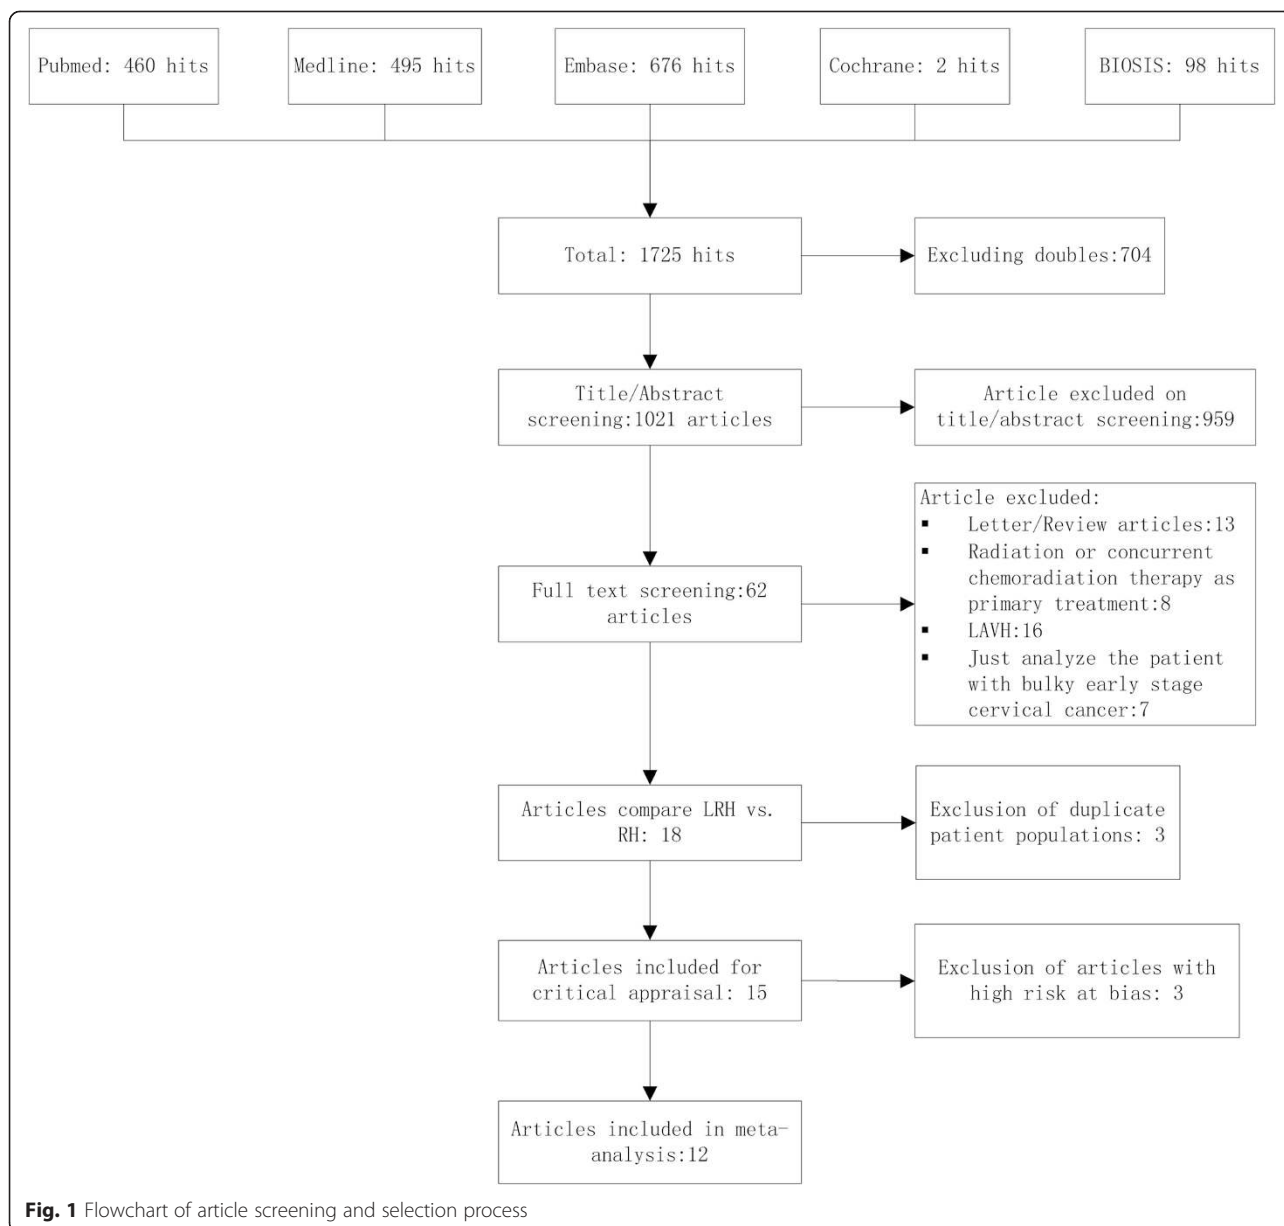 Pubmed: 460 hits
Medline: 495 hits
Embase: 676 hits
Cochrane: 2 hits
BIOSIS: 98 hits
Total: 1725 hits
Excluding doubles:704
Title/Abstract
screening:1021 articles
Article excluded on
title/abstract screening:959
Full text screening:62
articles
Article excluded:
▪ Letter/Review articles:13
▪ Radiation or concurrent
chemoradiation therapy as
primary treatment:8
▪ LAVH:16
▪ Just analyze the patient
with bulky early stage
cervical cancer:7
Articles compare LRH vs.
RH: 18
Exclusion of duplicate
patient populations: 3
Articles included for
critical appraisal: 15
Exclusion of articles with
high risk at bias: 3
Articles included in meta-
analysis:12
Fig. 1 Flowchart of article screening and selection process